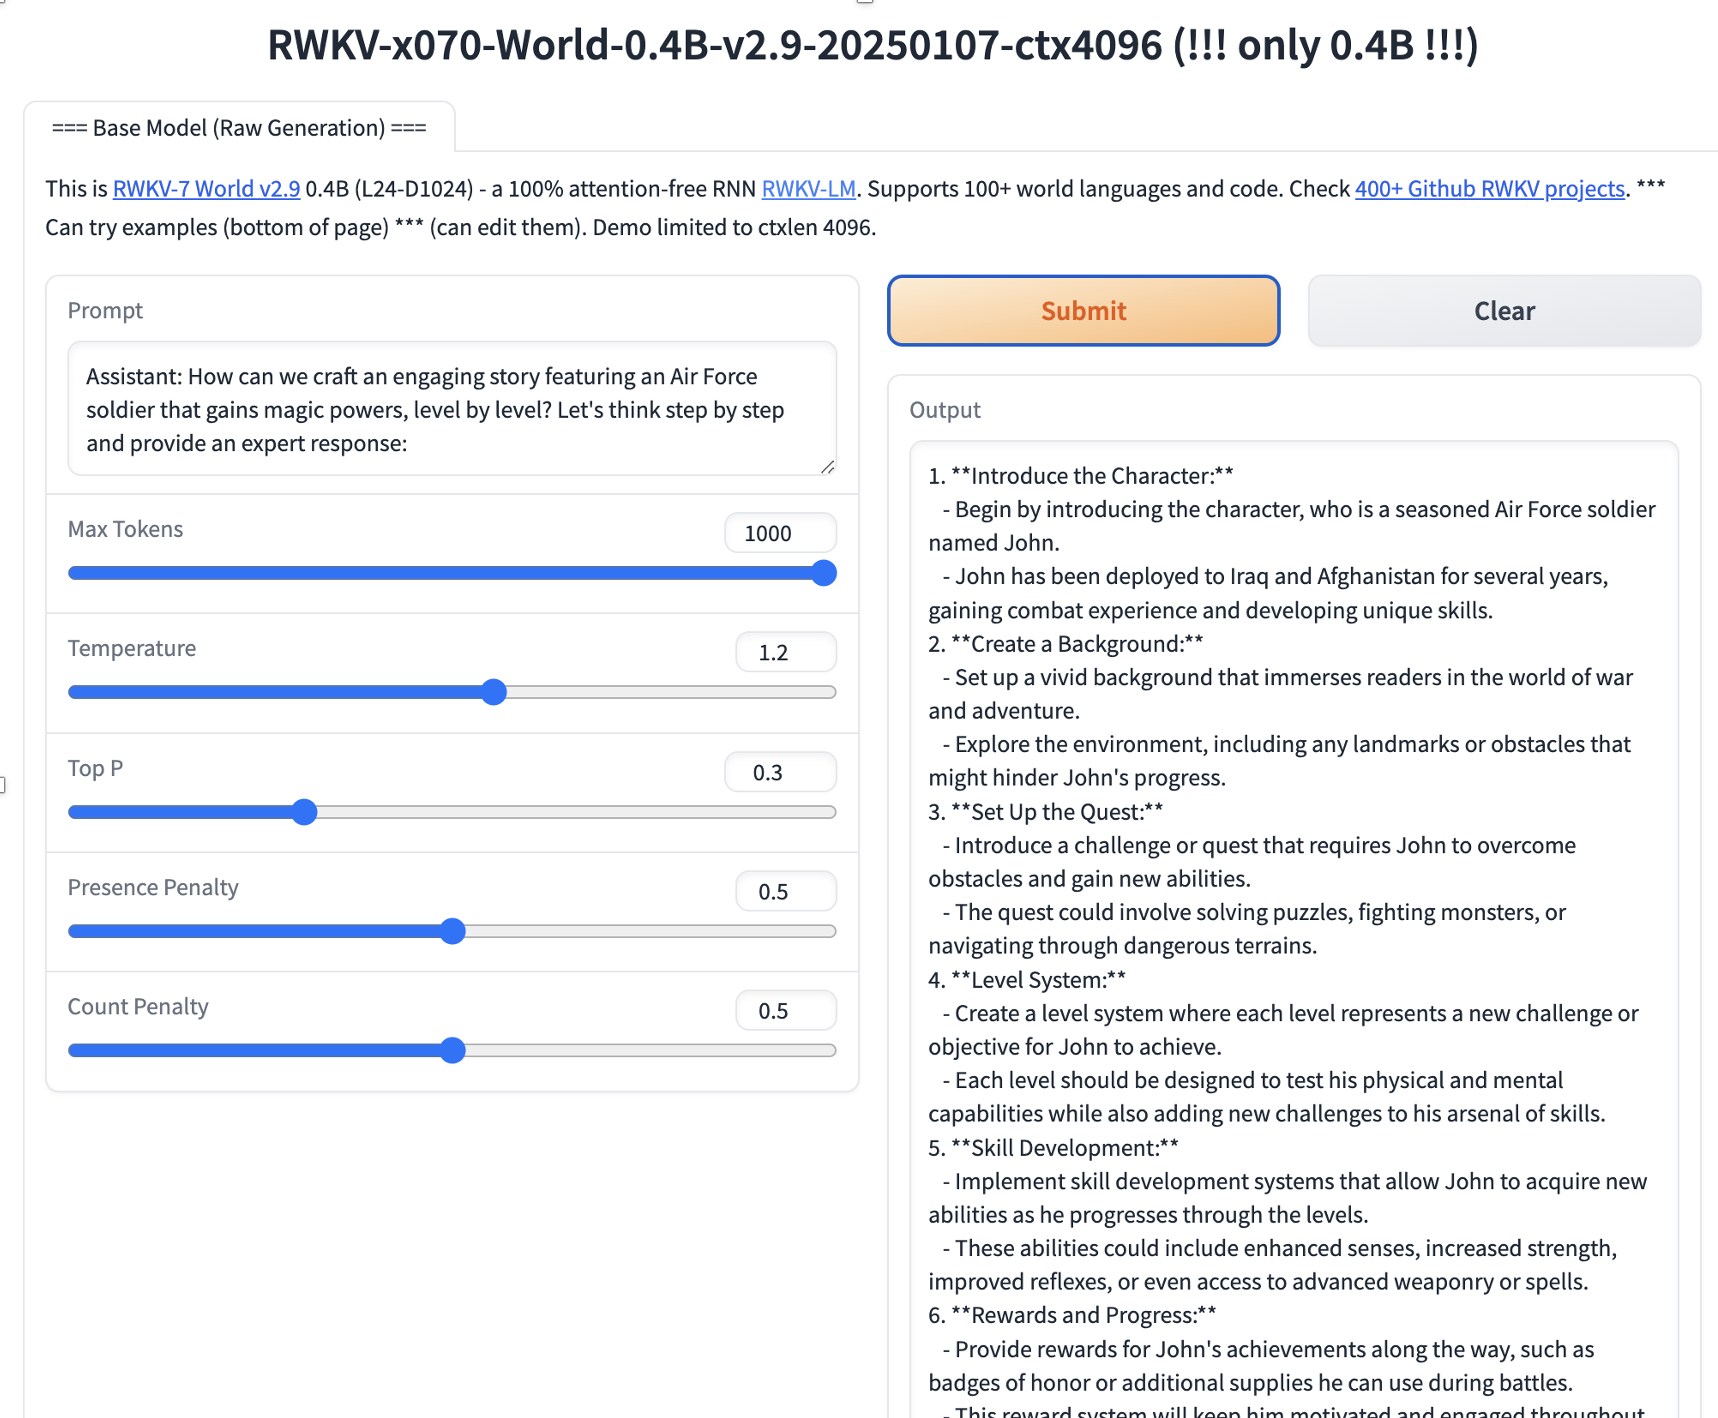 RWKV-x070-World-0.4B-v2.9-20250107-ctx4096 (!!! only 0.4B !!!)
=== Base Model (Raw Generation) ===
This is RWKV-7 World v2.9 0.4B (L24-D1024) - a 100% attention-free RNN RWKV-LM. Supports 100+ world languages and code. Check 400+ Github RWKV projects. ***
Can try examples (bottom of page) *** (can edit them). Demo limited to ctxlen 4096.
Prompt
Assistant: How can we craft an engaging story featuring an Air Force
soldier that gains magic powers, level by level? Let's think step by step
and provide an expert response:
Max Tokens
1000
Temperature
1.2
Top P
0.3
Presence Penalty
0.5
Count Penalty
0.5
Submit
Clear
Output
1. **Introduce the Character:**
- Begin by introducing the character, who is a seasoned Air Force soldier
named John.
- John has been deployed to Iraq and Afghanistan for several years,
gaining combat experience and developing unique skills.
2. **Create a Background:**
- Set up a vivid background that immerses readers in the world of war
and adventure.
- Explore the environment, including any landmarks or obstacles that
might hinder John's progress.
3. **Set Up the Quest:**
- Introduce a challenge or quest that requires John to overcome
obstacles and gain new abilities.
- The quest could involve solving puzzles, fighting monsters, or
navigating through dangerous terrains.
4. **Level System:**
- Create a level system where each level represents a new challenge or
objective for John to achieve.
- Each level should be designed to test his physical and mental
capabilities while also adding new challenges to his arsenal of skills.
5. **Skill Development:**
- Implement skill development systems that allow John to acquire new
abilities as he progresses through the levels.
- These abilities could include enhanced senses, increased strength,
improved reflexes, or even access to advanced weaponry or spells.
6. **Rewards and Progress:**
- Provide rewards for John's achievements along the way, such as
badges of honor or additional supplies he can use during battles.
- This reward system will keep him motivated and engaged throughout